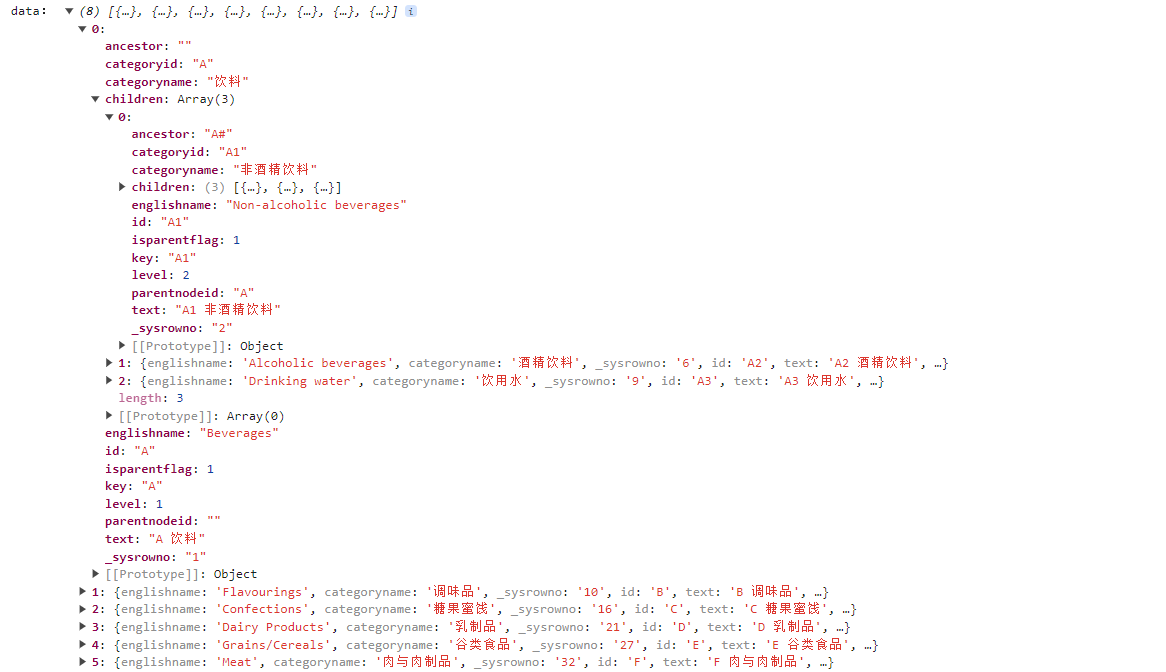 data: ▼ (8) [{…}, {…}, {…}, {…}, {…}, {…}, {…}, {…}] i
▼ 0:
ancestor: ""
categoryid: "A"
categoryname: "饮料"
▼ children: Array(3)
▼ 0:
ancestor: "A#"
categoryid: "A1"
categoryname: "非酒精饮料"
▶ children: (3) [{…}, {…}, {…}]
englishname: "Non-alcoholic beverages"
id: "A1"
isparentflag: 1
key: "A1"
level: 2
parentnodeid: "A"
text: "A1 非酒精饮料"
_sysrowno: "2"
▶ [[Prototype]]: Object
▶ 1: {englishname: 'Alcoholic beverages', categoryname: '酒精饮料', _sysrowno: '6', id: 'A2', text: 'A2 酒精饮料', …}
▶ 2: {englishname: 'Drinking water', categoryname: '饮用水', _sysrowno: '9', id: 'A3', text: 'A3 饮用水', …}
length: 3
▶ [[Prototype]]: Array(0)
englishname: "Beverages"
id: "A"
isparentflag: 1
key: "A"
level: 1
parentnodeid: ""
text: "A 饮料"
_sysrowno: "1"
▶ [[Prototype]]: Object
▶ 1: {englishname: 'Flavourings', categoryname: '调味品', _sysrowno: '10', id: 'B', text: 'B 调味品', …}
▶ 2: {englishname: 'Confections', categoryname: '糖果蜜饯', _sysrowno: '16', id: 'C', text: 'C 糖果蜜饯', …}
▶ 3: {englishname: 'Dairy Products', categoryname: '乳制品', _sysrowno: '21', id: 'D', text: 'D 乳制品', …}
▶ 4: {englishname: 'Grains/Cereals', categoryname: '谷类食品', _sysrowno: '27', id: 'E', text: 'E 谷类食品', …}
▶ 5: {englishname: 'Meat', categoryname: '肉与肉制品', _sysrowno: '32', id: 'F', text: 'F 肉与肉制品', …}